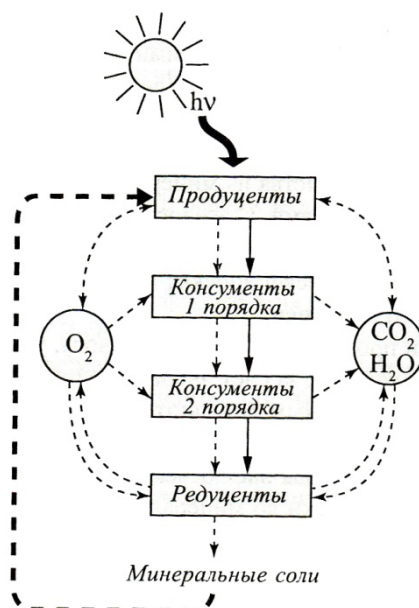 hν
Продуценты
Консументы
1 порядка
O₂
CO₂
H₂O
Консументы
2 порядка
Редуценты
Минеральные соли